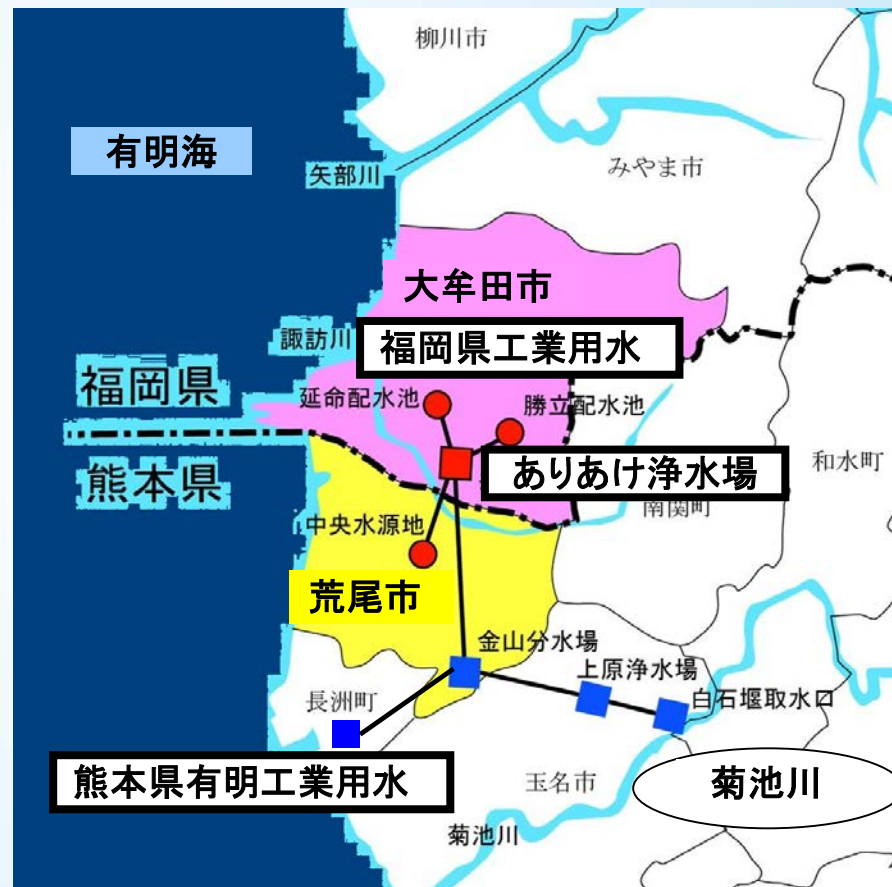 柳川市
有明海
矢部川
みやま市
大牟田市
諏訪川
福岡県工業用水
福岡県
延命配水池
勝立配水池
ありあけ浄水場
和水町
熊本県
南関町
中央水源地
荒尾市
金山分水場
上原浄水場
長洲町
白石堰取水口
熊本県有明工業用水
玉名市
菊池川
菊池川